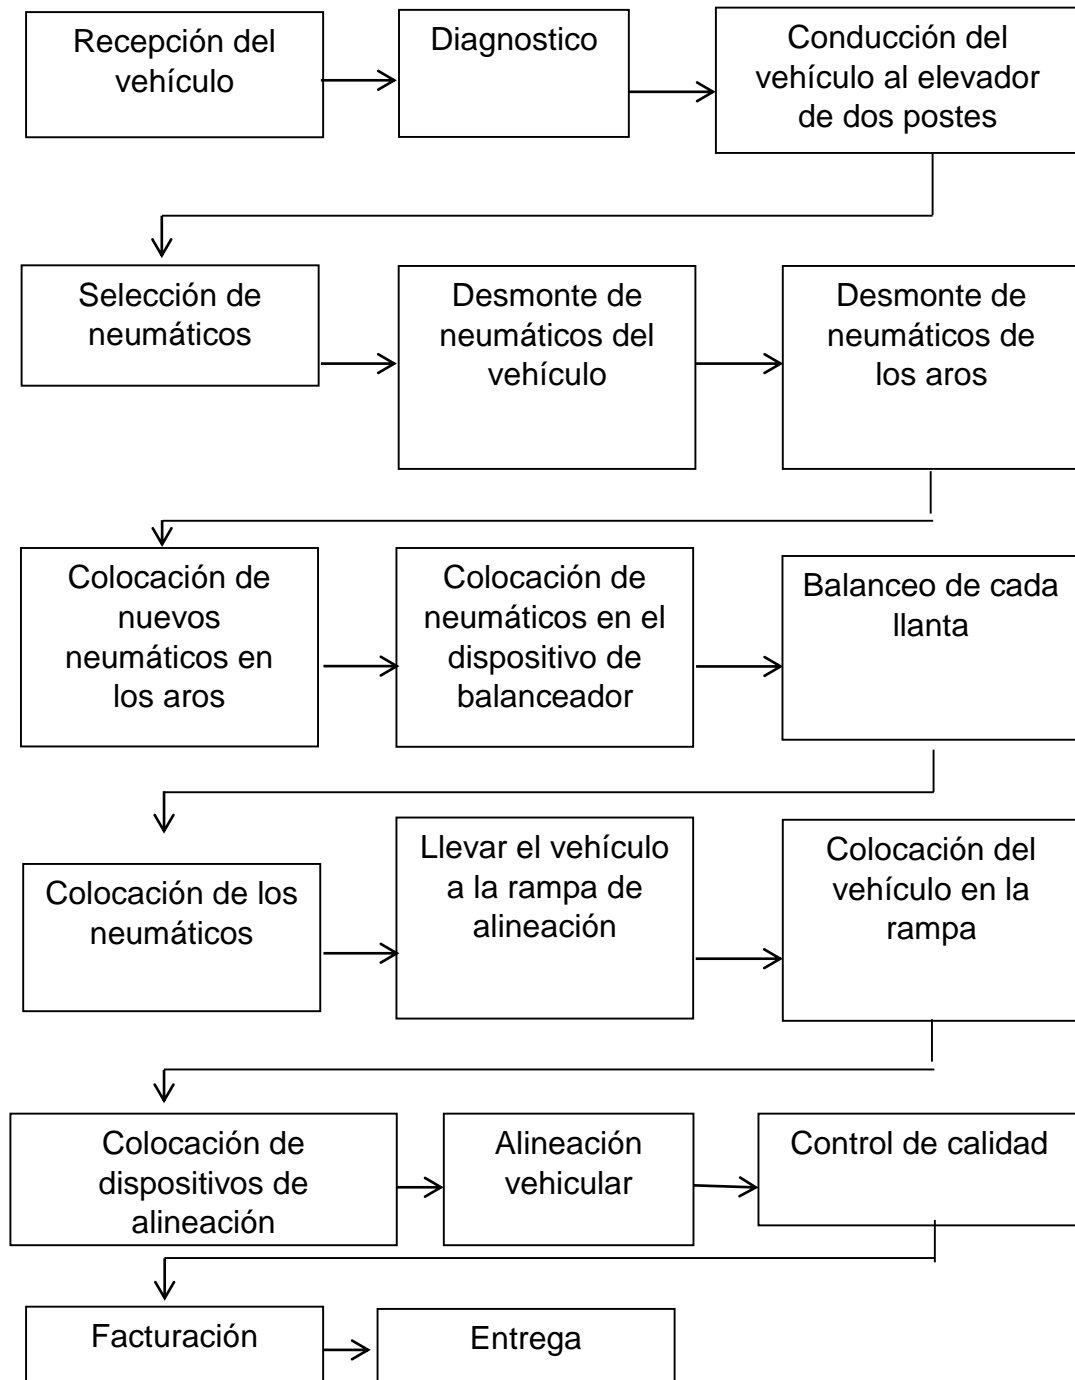 Recepción del
vehículo
Diagnostico
Conducción del
vehículo al elevador
de dos postes
Selección de
neumáticos
Desmonte de
neumáticos del
vehículo
Desmonte de
neumáticos de
los aros
Colocación de
nuevos
neumáticos en
los aros
Colocación de
neumáticos en el
dispositivo de
balanceador
Balanceo de cada
llanta
Colocación de los
neumáticos
Llevar el vehículo
a la rampa de
alineación
Colocación del
vehículo en la
rampa
Colocación de
dispositivos de
alineación
Alineación
vehicular
Control de calidad
Facturación
Entrega